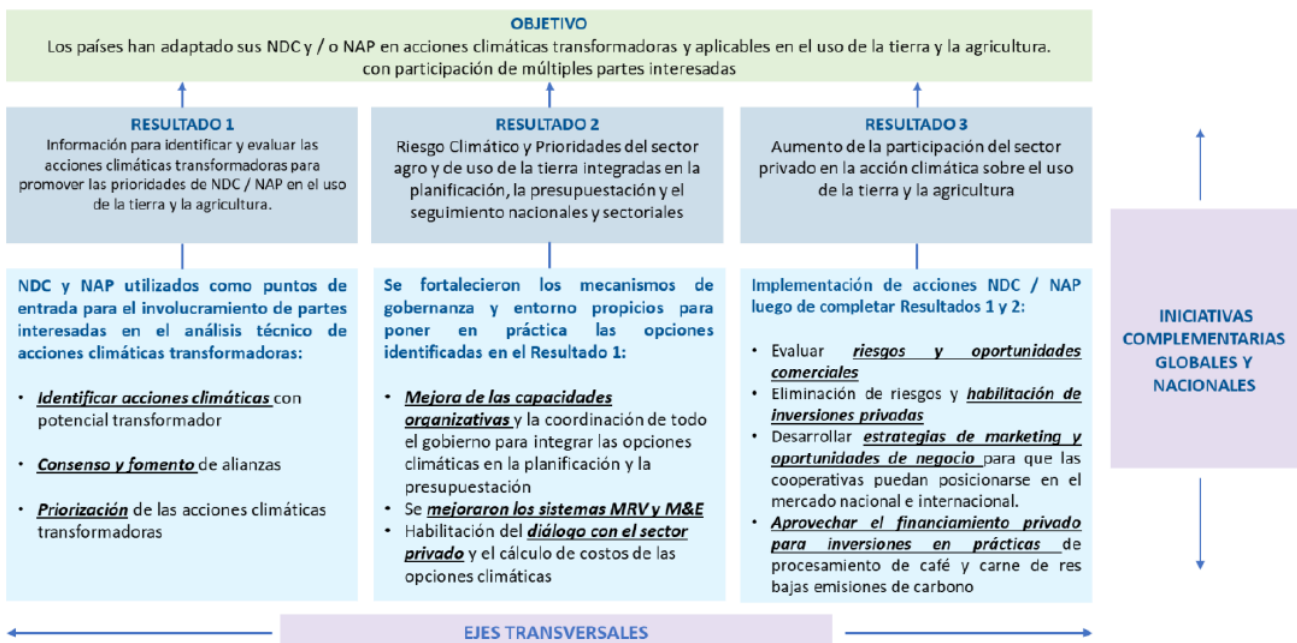 OBJETIVO
Los países han adaptado sus NDC y / o NAP en acciones climáticas transformadoras y aplicables en el uso de la tierra y la agricultura.
con participación de múltiples partes interesadas
RESULTADO 1
Información para identificar y evaluar las
acciones climáticas transformadoras para
promover las prioridades de NDC / NAP en el uso
de la tierra y la agricultura.
RESULTADO 2
Riesgo Climático y Prioridades del sector
agro y de uso de la tierra integradas en la
planificación, la presupuestación y el
seguimiento nacionales y sectoriales
RESULTADO 3
Aumento de la participación del sector
privado en la acción climática sobre el uso
de la tierra y la agricultura
NDC y NAP utilizados como puntos de
entrada para el involucramiento de partes
interesadas en el análisis técnico de
acciones climáticas transformadoras:
• Identificar acciones climáticas con
potencial transformador
• Consenso y fomento de alianzas
• Priorización de las acciones climáticas
transformadoras
Se fortalecieron los mecanismos de
gobernanza y entorno propicios para
poner en práctica las opciones
identificadas en el Resultado 1:
• Mejora de las capacidades
organizativas y la coordinación de todo
el gobierno para integrar las opciones
climáticas en la planificación y la
presupuestación
• Se mejoraron los sistemas MRV y M&E
• Habilitación del diálogo con el sector
privado y el cálculo de costos de las
opciones climáticas
Implementación de acciones NDC / NAP
luego de completar Resultados 1 y 2:
• Evaluar riesgos y oportunidades
comerciales
• Eliminación de riesgos y habilitación de
inversiones privadas
• Desarrollar estrategias de marketing y
oportunidades de negocio para que las
cooperativas puedan posicionarse en el
mercado nacional e internacional.
• Aprovechar el financiamiento privado
para inversiones en prácticas de
procesamiento de café y carne de res
bajas emisiones de carbono
INICIATIVAS
COMPLEMENTARIAS
GLOBALES Y
NACIONALES
EJES TRANSVERSALES